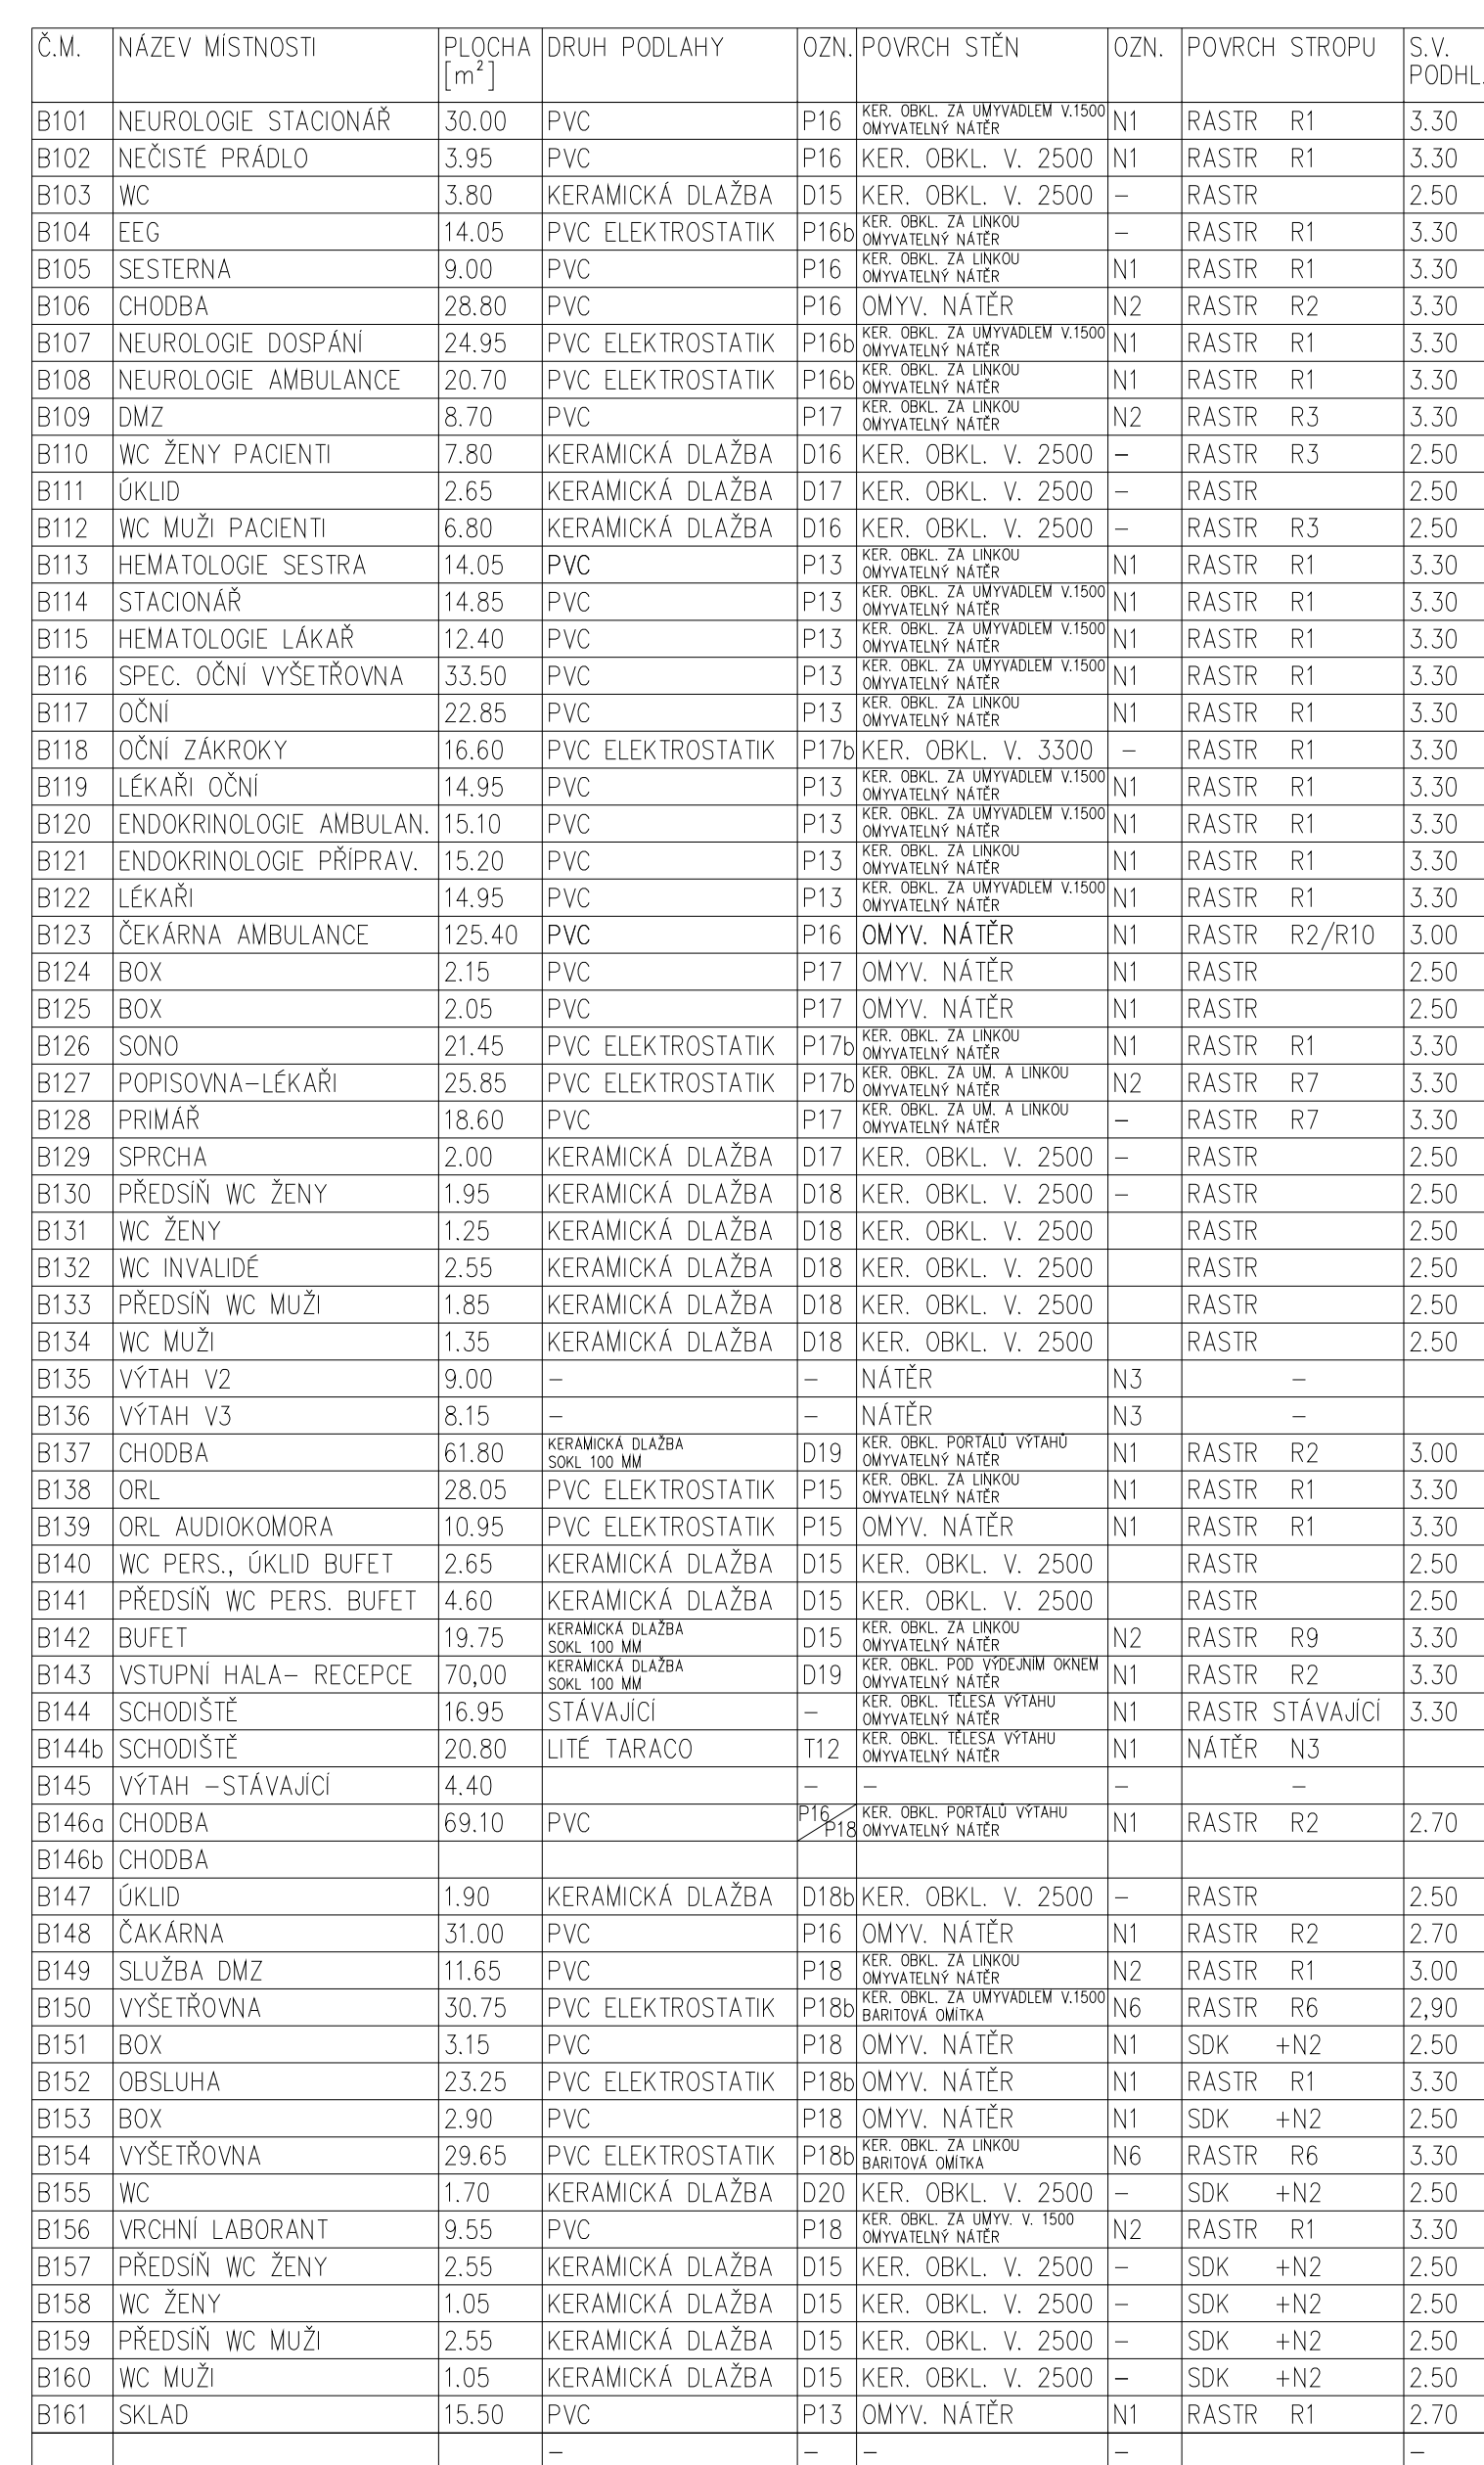 Č.M. NÁZEV MÍSTNOSTI PLOCHA [m²] DRUH PODLAHY OZN. POVRCH STĚN OZN. POVRCH STROPU S.V. PODHL.
B101 NEUROLOGIE STACIONÁŘ 30.00 PVC P16 KER. OBKL. ZA UMYVADLEM V.1500 OMYVATELNÝ NÁTĚR N1 RASTR R1 3.30
B102 NEČISTÉ PRÁDLO 3.95 PVC P16 KER. OBKL. V. 2500 N1 RASTR R1 3.30
B103 WC 3.80 KERAMICKÁ DLAŽBA D15 KER. OBKL. V. 2500 – RASTR 2.50
B104 EEG 14.05 PVC ELEKTROSTATIK P16b KER. OBKL. ZA LINKOU OMYVATELNÝ NÁTĚR – RASTR R1 3.30
B105 SESTERNA 9.00 PVC P16 KER. OBKL. ZA LINKOU OMYVATELNÝ NÁTĚR N1 RASTR R1 3.30
B106 CHODBA 28.80 PVC P16 OMYV. NÁTĚR N2 RASTR R2 3.30
B107 NEUROLOGIE DOSPÁNÍ 24.95 PVC ELEKTROSTATIK P16b KER. OBKL. ZA UMYVADLEM V.1500 OMYVATELNÝ NÁTĚR N1 RASTR R1 3.30
B108 NEUROLOGIE AMBULANCE 20.70 PVC ELEKTROSTATIK P16b KER. OBKL. ZA LINKOU OMYVATELNÝ NÁTĚR N1 RASTR R1 3.30
B109 DMZ 8.70 PVC P17 KER. OBKL. ZA LINKOU OMYVATELNÝ NÁTĚR N2 RASTR R3 3.30
B110 WC ŽENY PACIENTI 7.80 KERAMICKÁ DLAŽBA D16 KER. OBKL. V. 2500 – RASTR R3 2.50
B111 ÚKLID 2.65 KERAMICKÁ DLAŽBA D17 KER. OBKL. V. 2500 – RASTR 2.50
B112 WC MUŽI PACIENTI 6.80 KERAMICKÁ DLAŽBA D16 KER. OBKL. V. 2500 – RASTR R3 2.50
B113 HEMATOLOGIE SESTRA 14.05 PVC P13 KER. OBKL. ZA LINKOU OMYVATELNÝ NÁTĚR N1 RASTR R1 3.30
B114 STACIONÁŘ 14.85 PVC P13 KER. OBKL. ZA UMYVADLEM V.1500 OMYVATELNÝ NÁTĚR N1 RASTR R1 3.30
B115 HEMATOLOGIE LÁKAŘ 12.40 PVC P13 KER. OBKL. ZA UMYVADLEM V.1500 OMYVATELNÝ NÁTĚR N1 RASTR R1 3.30
B116 SPEC. OČNÍ VYŠETŘOVNA 33.50 PVC P13 KER. OBKL. ZA UMYVADLEM V.1500 OMYVATELNÝ NÁTĚR N1 RASTR R1 3.30
B117 OČNÍ 22.85 PVC P13 KER. OBKL. ZA LINKOU OMYVATELNÝ NÁTĚR N1 RASTR R1 3.30
B118 OČNÍ ZÁKROKY 16.60 PVC ELEKTROSTATIK P17b KER. OBKL. V. 3300 – RASTR R1 3.30
B119 LÉKAŘI OČNÍ 14.95 PVC P13 KER. OBKL. ZA UMYVADLEM V.1500 OMYVATELNÝ NÁTĚR N1 RASTR R1 3.30
B120 ENDOKRINOLOGIE AMBULAN. 15.10 PVC P13 KER. OBKL. ZA UMYVADLEM V.1500 OMYVATELNÝ NÁTĚR N1 RASTR R1 3.30
B121 ENDOKRINOLOGIE PŘÍPRAV. 15.20 PVC P13 KER. OBKL. ZA LINKOU OMYVATELNÝ NÁTĚR N1 RASTR R1 3.30
B122 LÉKAŘI 14.95 PVC P13 KER. OBKL. ZA UMYVADLEM V.1500 OMYVATELNÝ NÁTĚR N1 RASTR R1 3.30
B123 ČEKÁRNA AMBULANCE 125.40 PVC P16 OMYV. NÁTĚR N1 RASTR R2/R10 3.00
B124 BOX 2.15 PVC P17 OMYV. NÁTĚR N1 RASTR 2.50
B125 BOX 2.05 PVC P17 OMYV. NÁTĚR N1 RASTR 2.50
B126 SONO 21.45 PVC ELEKTROSTATIK P17b KER. OBKL. ZA LINKOU OMYVATELNÝ NÁTĚR N1 RASTR R1 3.30
B127 POPISOVNA–LÉKAŘI 25.85 PVC ELEKTROSTATIK P17b KER. OBKL. ZA UM. A LINKOU OMYVATELNÝ NÁTĚR N2 RASTR R7 3.30
B128 PRIMÁŘ 18.60 PVC P17 KER. OBKL. ZA UM. A LINKOU OMYVATELNÝ NÁTĚR – RASTR R7 3.30
B129 SPRCHA 2.00 KERAMICKÁ DLAŽBA D17 KER. OBKL. V. 2500 – RASTR 2.50
B130 PŘEDSÍŇ WC ŽENY 1.95 KERAMICKÁ DLAŽBA D18 KER. OBKL. V. 2500 – RASTR 2.50
B131 WC ŽENY 1.25 KERAMICKÁ DLAŽBA D18 KER. OBKL. V. 2500 RASTR 2.50
B132 WC INVALIDÉ 2.55 KERAMICKÁ DLAŽBA D18 KER. OBKL. V. 2500 RASTR 2.50
B133 PŘEDSÍŇ WC MUŽI 1.85 KERAMICKÁ DLAŽBA D18 KER. OBKL. V. 2500 RASTR 2.50
B134 WC MUŽI 1.35 KERAMICKÁ DLAŽBA D18 KER. OBKL. V. 2500 RASTR 2.50
B135 VÝTAH V2 9.00 – – NÁTĚR N3 –
B136 VÝTAH V3 8.15 – – NÁTĚR N3 –
B137 CHODBA 61.80 KERAMICKÁ DLAŽBA SOKL 100 MM D19 KER. OBKL. PORTÁLŮ VÝTAHŮ OMYVATELNÝ NÁTĚR N1 RASTR R2 3.00
B138 ORL 28.05 PVC ELEKTROSTATIK P15 KER. OBKL. ZA LINKOU OMYVATELNÝ NÁTĚR N1 RASTR R1 3.30
B139 ORL AUDIOKOMORA 10.95 PVC ELEKTROSTATIK P15 OMYV. NÁTĚR N1 RASTR R1 3.30
B140 WC PERS., ÚKLID BUFET 2.65 KERAMICKÁ DLAŽBA D15 KER. OBKL. V. 2500 RASTR 2.50
B141 PŘEDSÍŇ WC PERS. BUFET 4.60 KERAMICKÁ DLAŽBA D15 KER. OBKL. V. 2500 RASTR 2.50
B142 BUFET 19.75 KERAMICKÁ DLAŽBA SOKL 100 MM D15 KER. OBKL. ZA LINKOU OMYVATELNÝ NÁTĚR N2 RASTR R9 3.30
B143 VSTUPNÍ HALA– RECEPCE 70,00 KERAMICKÁ DLAŽBA SOKL 100 MM D19 KER. OBKL. POD VÝDEJNÍM OKNEM OMYVATELNÝ NÁTĚR N1 RASTR R2 3.30
B144 SCHODIŠTĚ 16.95 STÁVAJÍCÍ – KER. OBKL. TĚLESA VÝTAHU OMYVATELNÝ NÁTĚR N1 RASTR STÁVAJÍCÍ 3.30
B144b SCHODIŠTĚ 20.80 LITÉ TARACO T12 KER. OBKL. TĚLESA VÝTAHU OMYVATELNÝ NÁTĚR N1 NÁTĚR N3
B145 VÝTAH –STÁVAJÍCÍ 4.40 – – – –
B146a CHODBA 69.10 PVC P16/P18 KER. OBKL. PORTÁLŮ VÝTAHU OMYVATELNÝ NÁTĚR N1 RASTR R2 2.70
B146b CHODBA
B147 ÚKLID 1.90 KERAMICKÁ DLAŽBA D18b KER. OBKL. V. 2500 – RASTR 2.50
B148 ČAKÁRNA 31.00 PVC P16 OMYV. NÁTĚR N1 RASTR R2 2.70
B149 SLUŽBA DMZ 11.65 PVC P18 KER. OBKL. ZA LINKOU OMYVATELNÝ NÁTĚR N2 RASTR R1 3.00
B150 VYŠETŘOVNA 30.75 PVC ELEKTROSTATIK P18b KER. OBKL. ZA UMYVADLEM V.1500 BARITOVÁ OMÍTKA N6 RASTR R6 2,90
B151 BOX 3.15 PVC P18 OMYV. NÁTĚR N1 SDK +N2 2.50
B152 OBSLUHA 23.25 PVC ELEKTROSTATIK P18b OMYV. NÁTĚR N1 RASTR R1 3.30
B153 BOX 2.90 PVC P18 OMYV. NÁTĚR N1 SDK +N2 2.50
B154 VYŠETŘOVNA 29.65 PVC ELEKTROSTATIK P18b KER. OBKL. ZA LINKOU BARITOVÁ OMÍTKA N6 RASTR R6 3.30
B155 WC 1.70 KERAMICKÁ DLAŽBA D20 KER. OBKL. V. 2500 – SDK +N2 2.50
B156 VRCHNÍ LABORANT 9.55 PVC P18 KER. OBKL. ZA UMYV. V. 1500 OMYVATELNÝ NÁTĚR N2 RASTR R1 3.30
B157 PŘEDSÍŇ WC ŽENY 2.55 KERAMICKÁ DLAŽBA D15 KER. OBKL. V. 2500 – SDK +N2 2.50
B158 WC ŽENY 1.05 KERAMICKÁ DLAŽBA D15 KER. OBKL. V. 2500 – SDK +N2 2.50
B159 PŘEDSÍŇ WC MUŽI 2.55 KERAMICKÁ DLAŽBA D15 KER. OBKL. V. 2500 – SDK +N2 2.50
B160 WC MUŽI 1.05 KERAMICKÁ DLAŽBA D15 KER. OBKL. V. 2500 – SDK +N2 2.50
B161 SKLAD 15.50 PVC P13 OMYV. NÁTĚR N1 RASTR R1 2.70
– – – – –